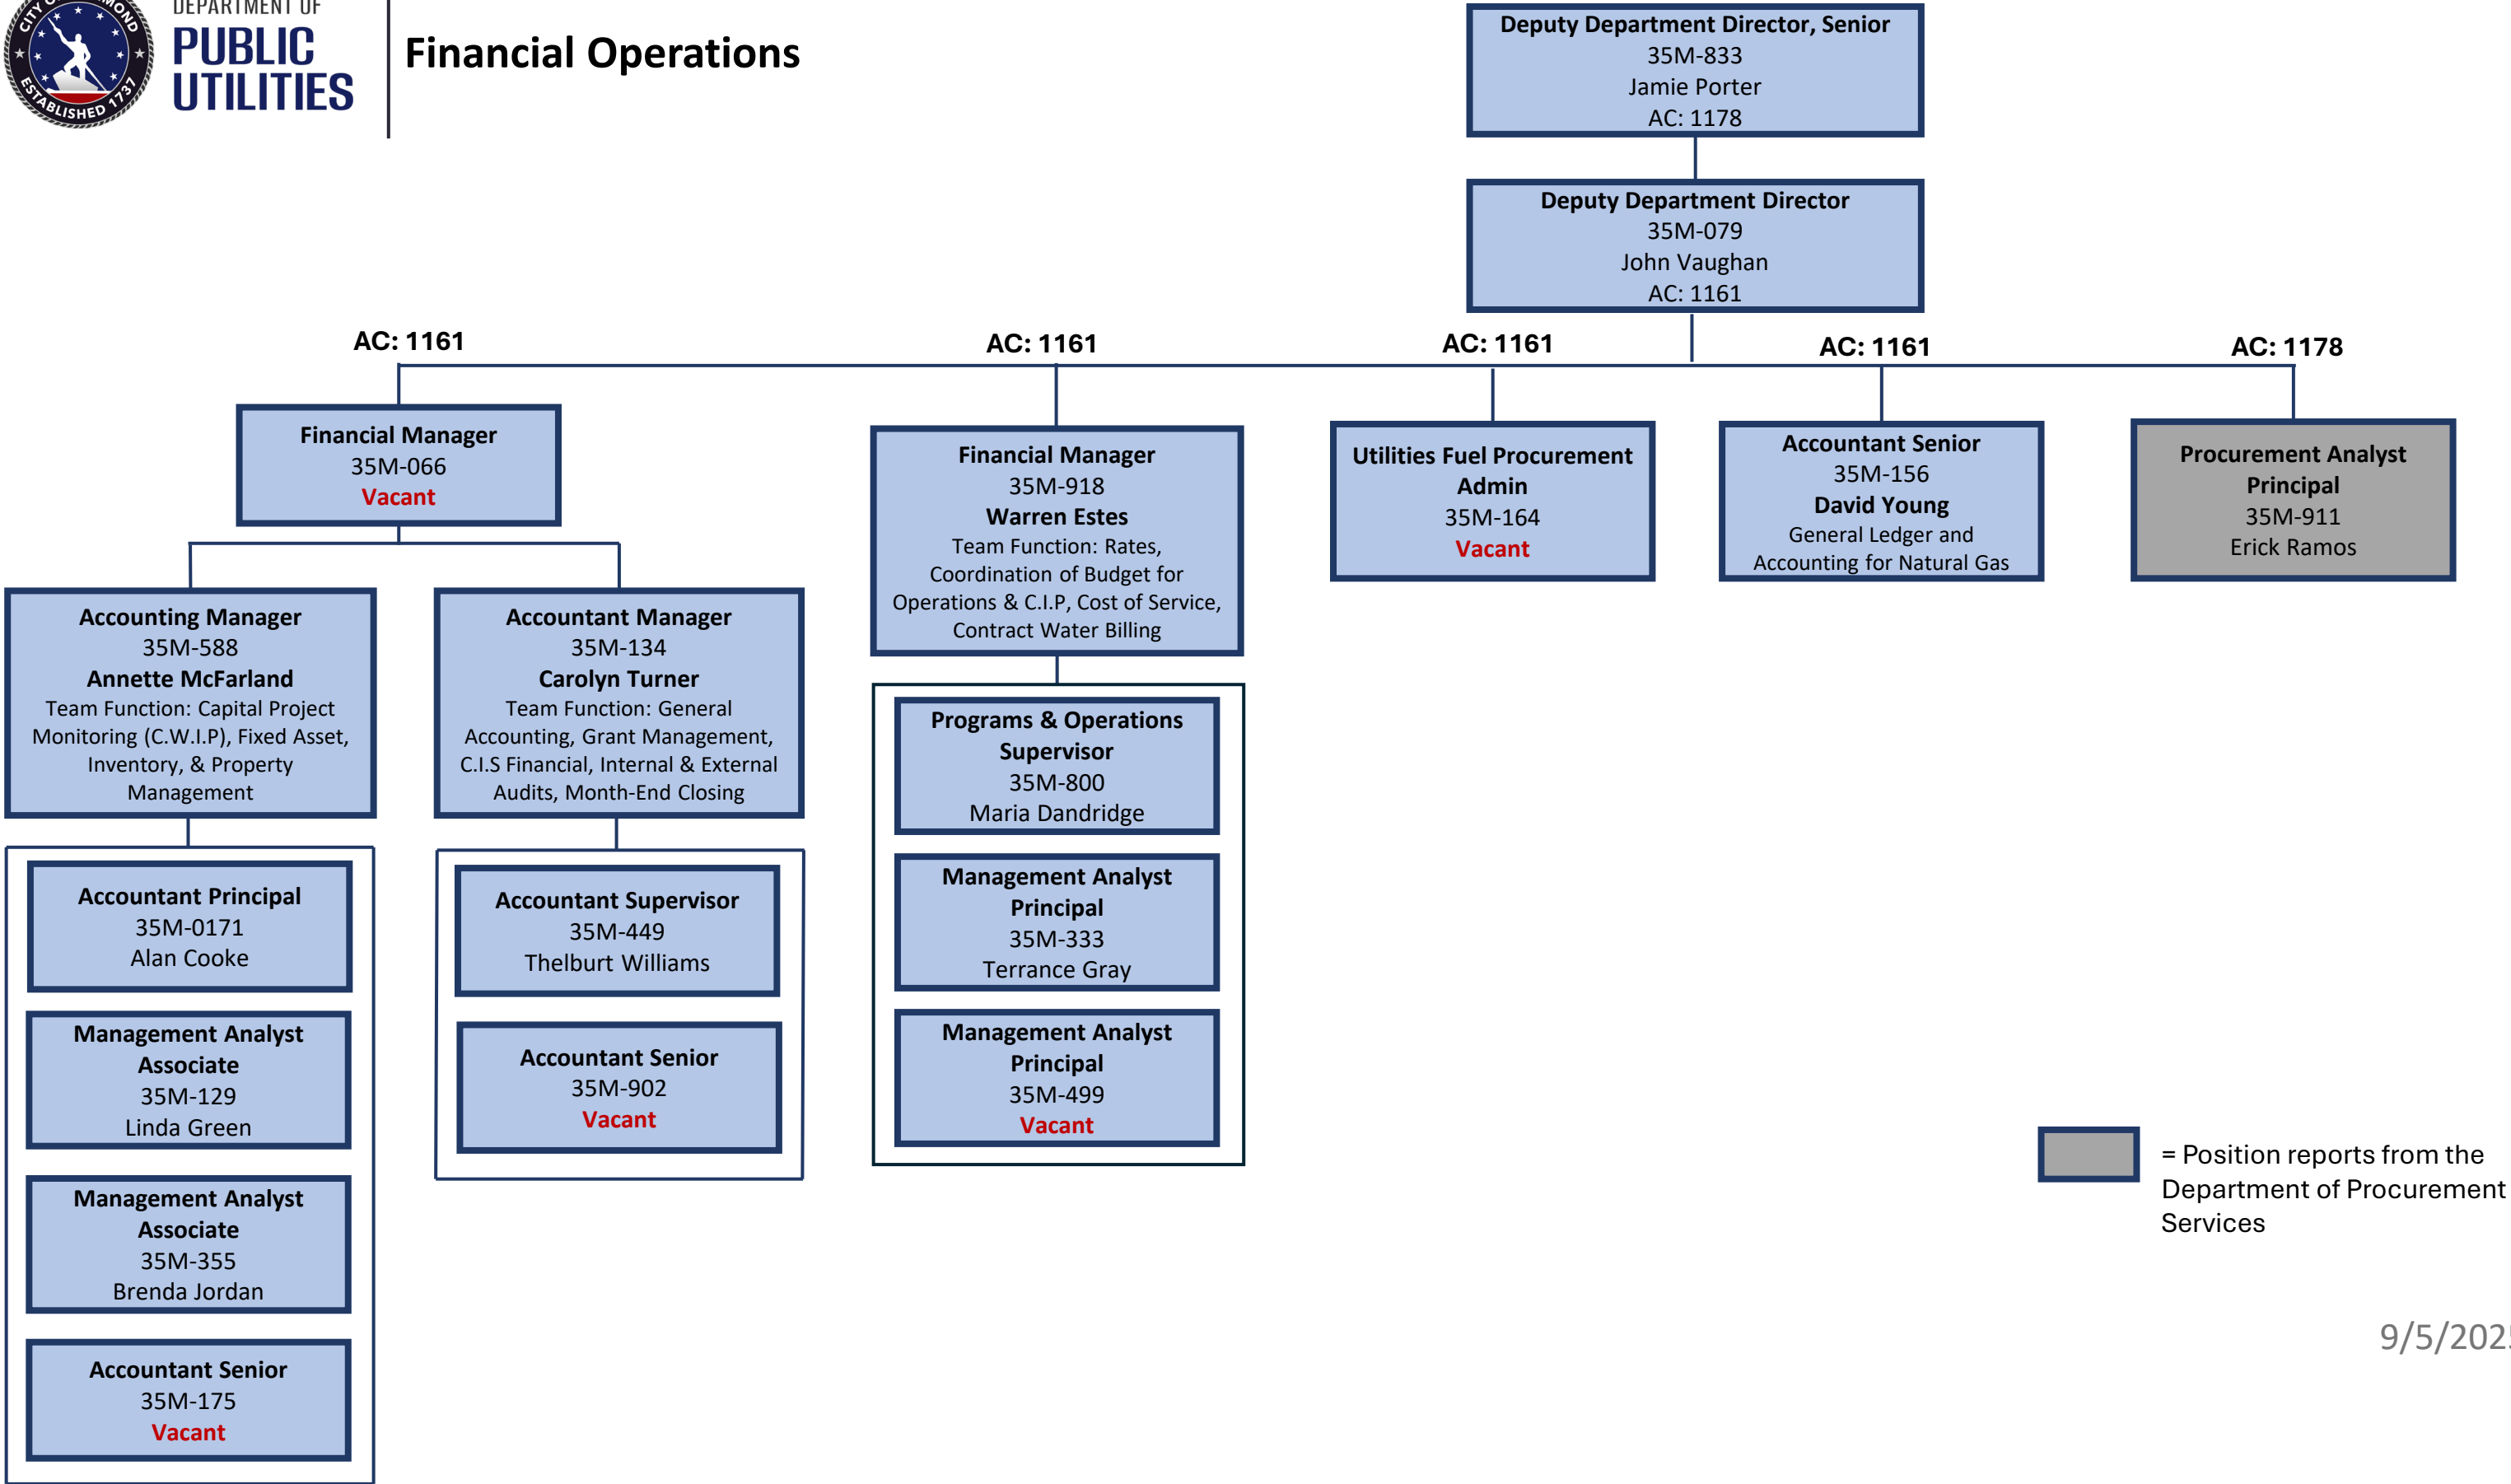 DEPARTMENT OF
PUBLIC
UTILITIES
ESTABLISHED 1737
Financial Operations
Deputy Department Director, Senior
35M-833
Jamie Porter
AC: 1178
Deputy Department Director
35M-079
John Vaughan
AC: 1161
AC: 1161
AC: 1161
AC: 1161
AC: 1161
AC: 1178
Financial Manager
35M-066
Vacant
Financial Manager
35M-918
Warren Estes
Team Function: Rates,
Coordination of Budget for
Operations & C.I.P, Cost of Service,
Contract Water Billing
Utilities Fuel Procurement
Admin
35M-164
Vacant
Accountant Senior
35M-156
David Young
General Ledger and
Accounting for Natural Gas
Procurement Analyst
Principal
35M-911
Erick Ramos
Accounting Manager
35M-588
Annette McFarland
Team Function: Capital Project
Monitoring (C.W.I.P), Fixed Asset,
Inventory, & Property
Management
Accountant Manager
35M-134
Carolyn Turner
Team Function: General
Accounting, Grant Management,
C.I.S Financial, Internal & External
Audits, Month-End Closing
Programs & Operations
Supervisor
35M-800
Maria Dandridge
Management Analyst
Principal
35M-333
Terrance Gray
Management Analyst
Principal
35M-499
Vacant
Accountant Principal
35M-0171
Alan Cooke
Management Analyst
Associate
35M-129
Linda Green
Management Analyst
Associate
35M-355
Brenda Jordan
Accountant Senior
35M-175
Vacant
Accountant Supervisor
35M-449
Thelburt Williams
Accountant Senior
35M-902
Vacant
= Position reports from the
Department of Procurement
Services
9/5/2025